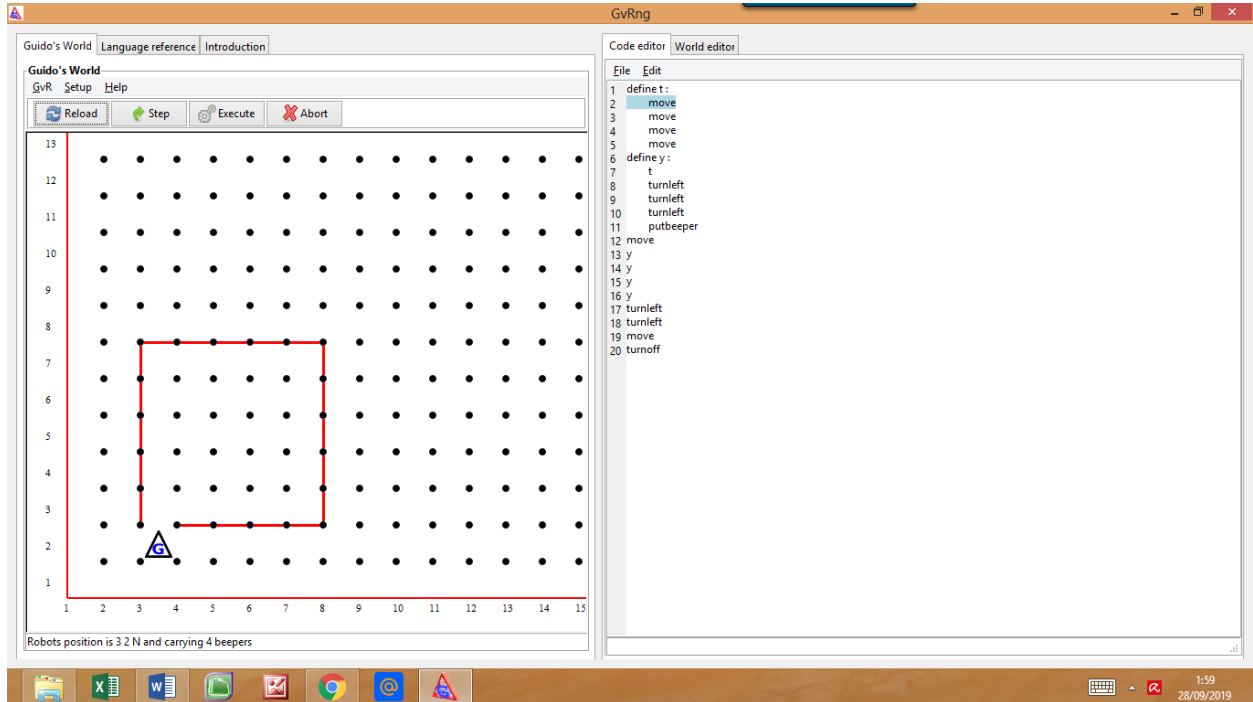 GvRng
Guido's World Language reference Introduction
Guido's World
GvR Setup Help
Reload Step Execute Abort
13
12
11
10
9
8
7
6
5
4
3
2
1
G
1 2 3 4 5 6 7 8 9 10 11 12 13 14 15
Robots position is 3 2 N and carrying 4 beepers
Code editor World editor
File Edit
1 define t :
2 move
3 move
4 move
5 move
6 define y :
7 t
8 turnleft
9 turnleft
10 turnleft
11 putbeeper
12 move
13 y
14 y
15 y
16 y
17 turnleft
18 turnleft
19 move
20 turnoff
1:59
28/09/2019